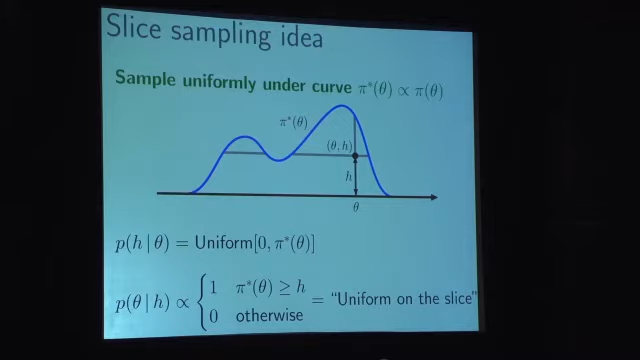 Slice sampling idea
Sample uniformly under curve π*(θ) ∝ π(θ)
π*(θ)
(θ, h)
h
θ
p(h | θ) = Uniform[0, π*(θ)]
p(θ | h) ∝ { 1 π*(θ) ≥ h
0 otherwise = "Uniform on the slice"